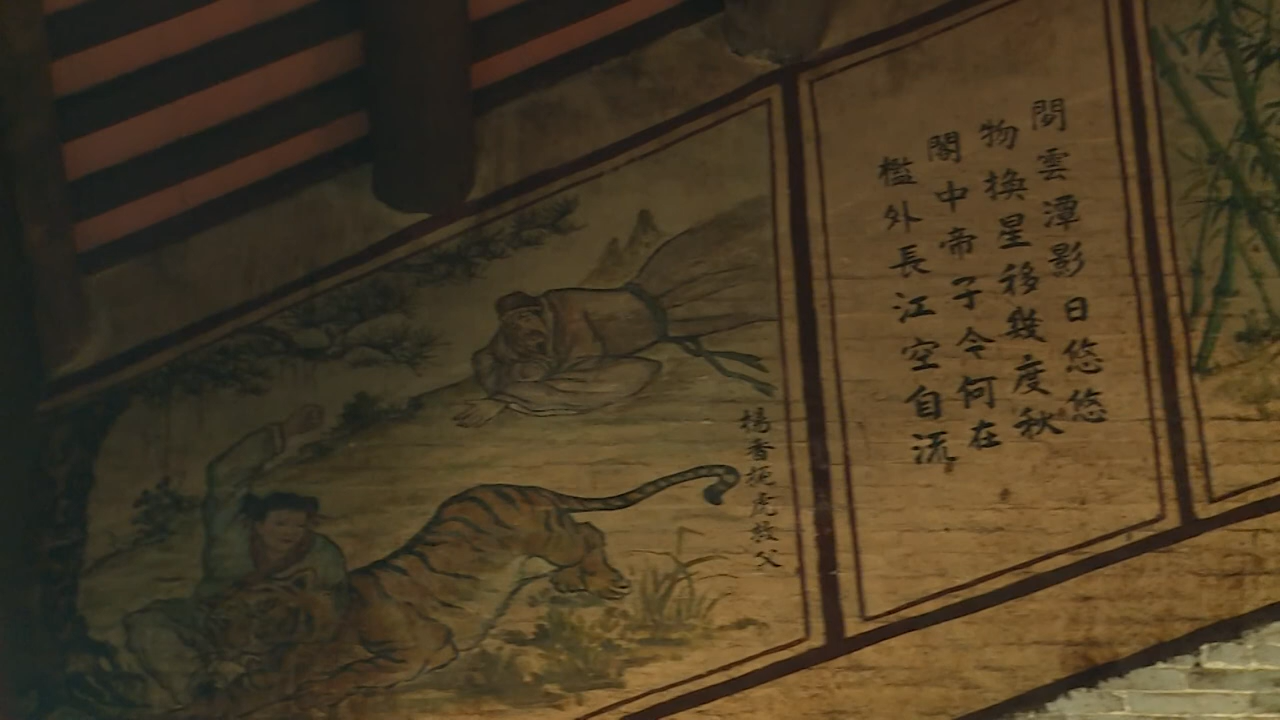 閒雲潭影日悠悠
物換星移幾度秋
閣中帝子今何在
檻外長江空自流
楊香扼虎救父